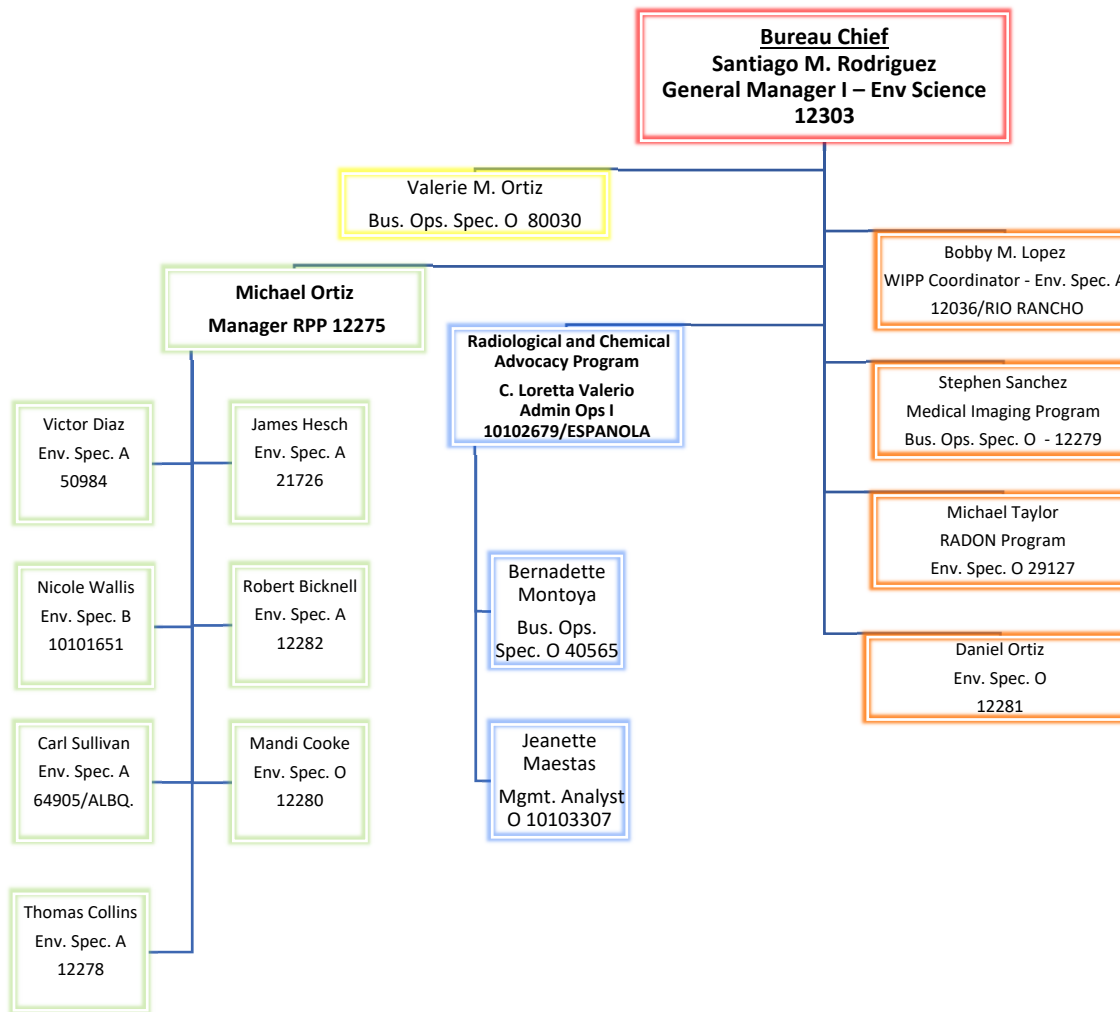 Bureau Chief
Santiago M. Rodriguez
General Manager I – Env Science
12303
Valerie M. Ortiz
Bus. Ops. Spec. O 80030
Bobby M. Lopez
WIPP Coordinator - Env. Spec. A
12036/RIO RANCHO
Michael Ortiz
Manager RPP 12275
Radiological and Chemical
Advocacy Program
C. Loretta Valerio
Admin Ops I
10102679/ESPANOLA
Stephen Sanchez
Medical Imaging Program
Bus. Ops. Spec. O - 12279
Victor Diaz
Env. Spec. A
50984
James Hesch
Env. Spec. A
21726
Michael Taylor
RADON Program
Env. Spec. O 29127
Nicole Wallis
Env. Spec. B
10101651
Robert Bicknell
Env. Spec. A
12282
Bernadette
Montoya
Bus. Ops.
Spec. O 40565
Daniel Ortiz
Env. Spec. O
12281
Carl Sullivan
Env. Spec. A
64905/ALBQ.
Mandi Cooke
Env. Spec. O
12280
Jeanette
Maestas
Mgmt. Analyst
O 10103307
Thomas Collins
Env. Spec. A
12278